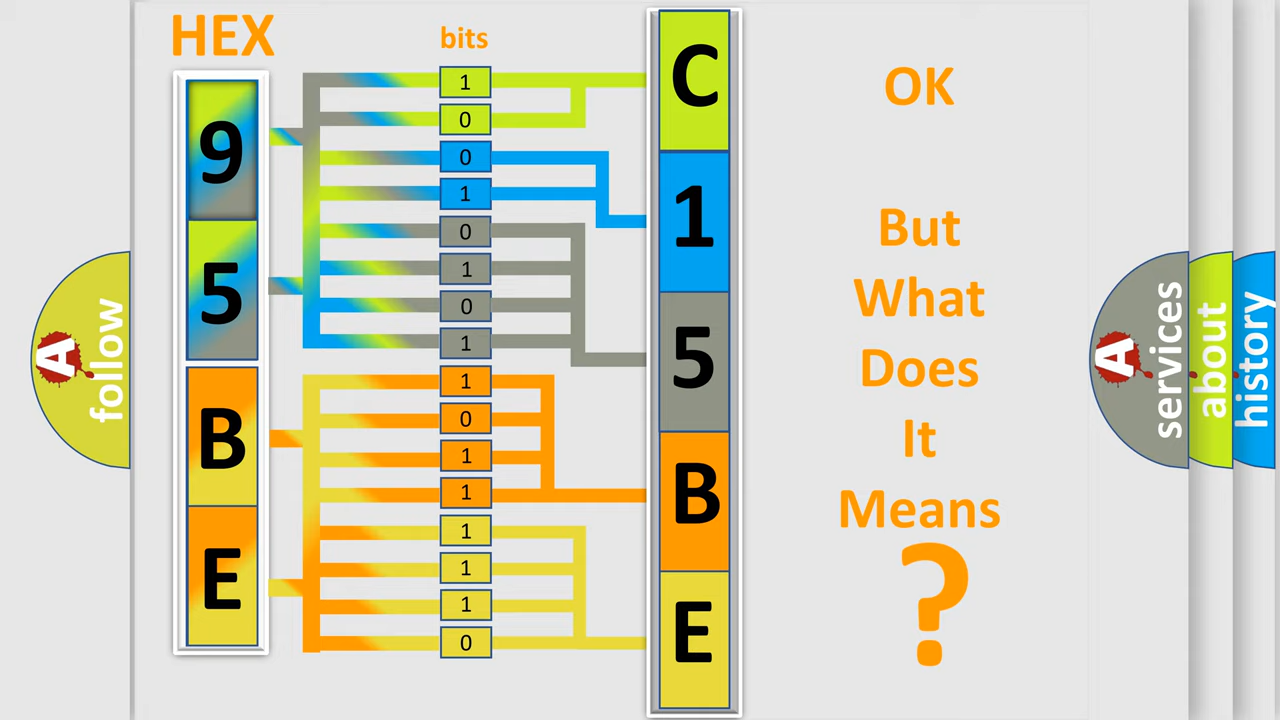 HEX
bits
9
5
B
E
1
0
0
1
0
1
0
1
1
0
1
1
1
1
1
0
C
1
5
B
E
OK
But
What
Does
It
Means
?
A
follow
A
services
about
history